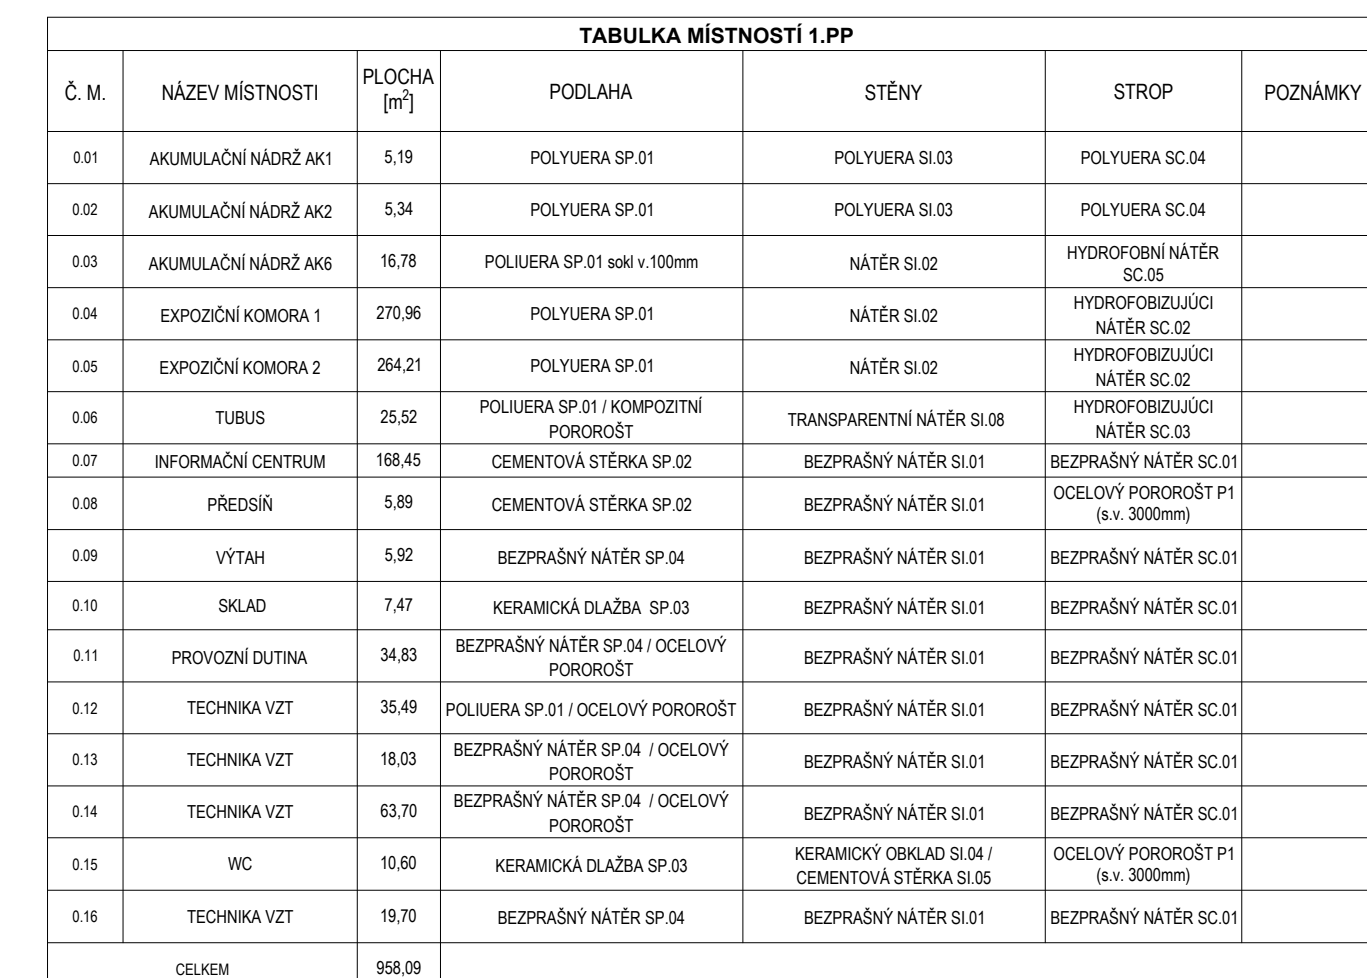 TABULKA MÍSTNOSTÍ 1.PP
Č. M. NÁZEV MÍSTNOSTI PLOCHA [m²] PODLAHA STĚNY STROP POZNÁMKY
0.01 AKUMULAČNÍ NÁDRŽ AK1 5,19 POLYUERA SP.01 POLYUERA SI.03 POLYUERA SC.04
0.02 AKUMULAČNÍ NÁDRŽ AK2 5,34 POLYUERA SP.01 POLYUERA SI.03 POLYUERA SC.04
0.03 AKUMULAČNÍ NÁDRŽ AK6 16,78 POLIUERA SP.01 sokl v.100mm NÁTĚR SI.02 HYDROFOBNÍ NÁTĚR
SC.05
0.04 EXPOZIČNÍ KOMORA 1 270,96 POLYUERA SP.01 NÁTĚR SI.02 HYDROFOBIZUJÚCI
NÁTĚR SC.02
0.05 EXPOZIČNÍ KOMORA 2 264,21 POLYUERA SP.01 NÁTĚR SI.02 HYDROFOBIZUJÚCI
NÁTĚR SC.02
0.06 TUBUS 25,52 POLIUERA SP.01 / KOMPOZITNÍ
POROROŠT TRANSPARENTNÍ NÁTĚR SI.08 HYDROFOBIZUJÚCI
NÁTĚR SC.03
0.07 INFORMAČNÍ CENTRUM 168,45 CEMENTOVÁ STĚRKA SP.02 BEZPRAŠNÝ NÁTĚR SI.01 BEZPRAŠNÝ NÁTĚR SC.01
0.08 PŘEDSÍŇ 5,89 CEMENTOVÁ STĚRKA SP.02 BEZPRAŠNÝ NÁTĚR SI.01 OCELOVÝ POROROŠT P1
(s.v. 3000mm)
0.09 VÝTAH 5,92 BEZPRAŠNÝ NÁTĚR SP.04 BEZPRAŠNÝ NÁTĚR SI.01 BEZPRAŠNÝ NÁTĚR SC.01
0.10 SKLAD 7,47 KERAMICKÁ DLAŽBA SP.03 BEZPRAŠNÝ NÁTĚR SI.01 BEZPRAŠNÝ NÁTĚR SC.01
0.11 PROVOZNÍ DUTINA 34,83 BEZPRAŠNÝ NÁTĚR SP.04 / OCELOVÝ
POROROŠT BEZPRAŠNÝ NÁTĚR SI.01 BEZPRAŠNÝ NÁTĚR SC.01
0.12 TECHNIKA VZT 35,49 POLIUERA SP.01 / OCELOVÝ POROROŠT BEZPRAŠNÝ NÁTĚR SI.01 BEZPRAŠNÝ NÁTĚR SC.01
0.13 TECHNIKA VZT 18,03 BEZPRAŠNÝ NÁTĚR SP.04 / OCELOVÝ
POROROŠT BEZPRAŠNÝ NÁTĚR SI.01 BEZPRAŠNÝ NÁTĚR SC.01
0.14 TECHNIKA VZT 63,70 BEZPRAŠNÝ NÁTĚR SP.04 / OCELOVÝ
POROROŠT BEZPRAŠNÝ NÁTĚR SI.01 BEZPRAŠNÝ NÁTĚR SC.01
0.15 WC 10,60 KERAMICKÁ DLAŽBA SP.03 KERAMICKÝ OBKLAD SI.04 /
CEMENTOVÁ STĚRKA SI.05 OCELOVÝ POROROŠT P1
(s.v. 3000mm)
0.16 TECHNIKA VZT 19,70 BEZPRAŠNÝ NÁTĚR SP.04 BEZPRAŠNÝ NÁTĚR SI.01 BEZPRAŠNÝ NÁTĚR SC.01
CELKEM 958,09